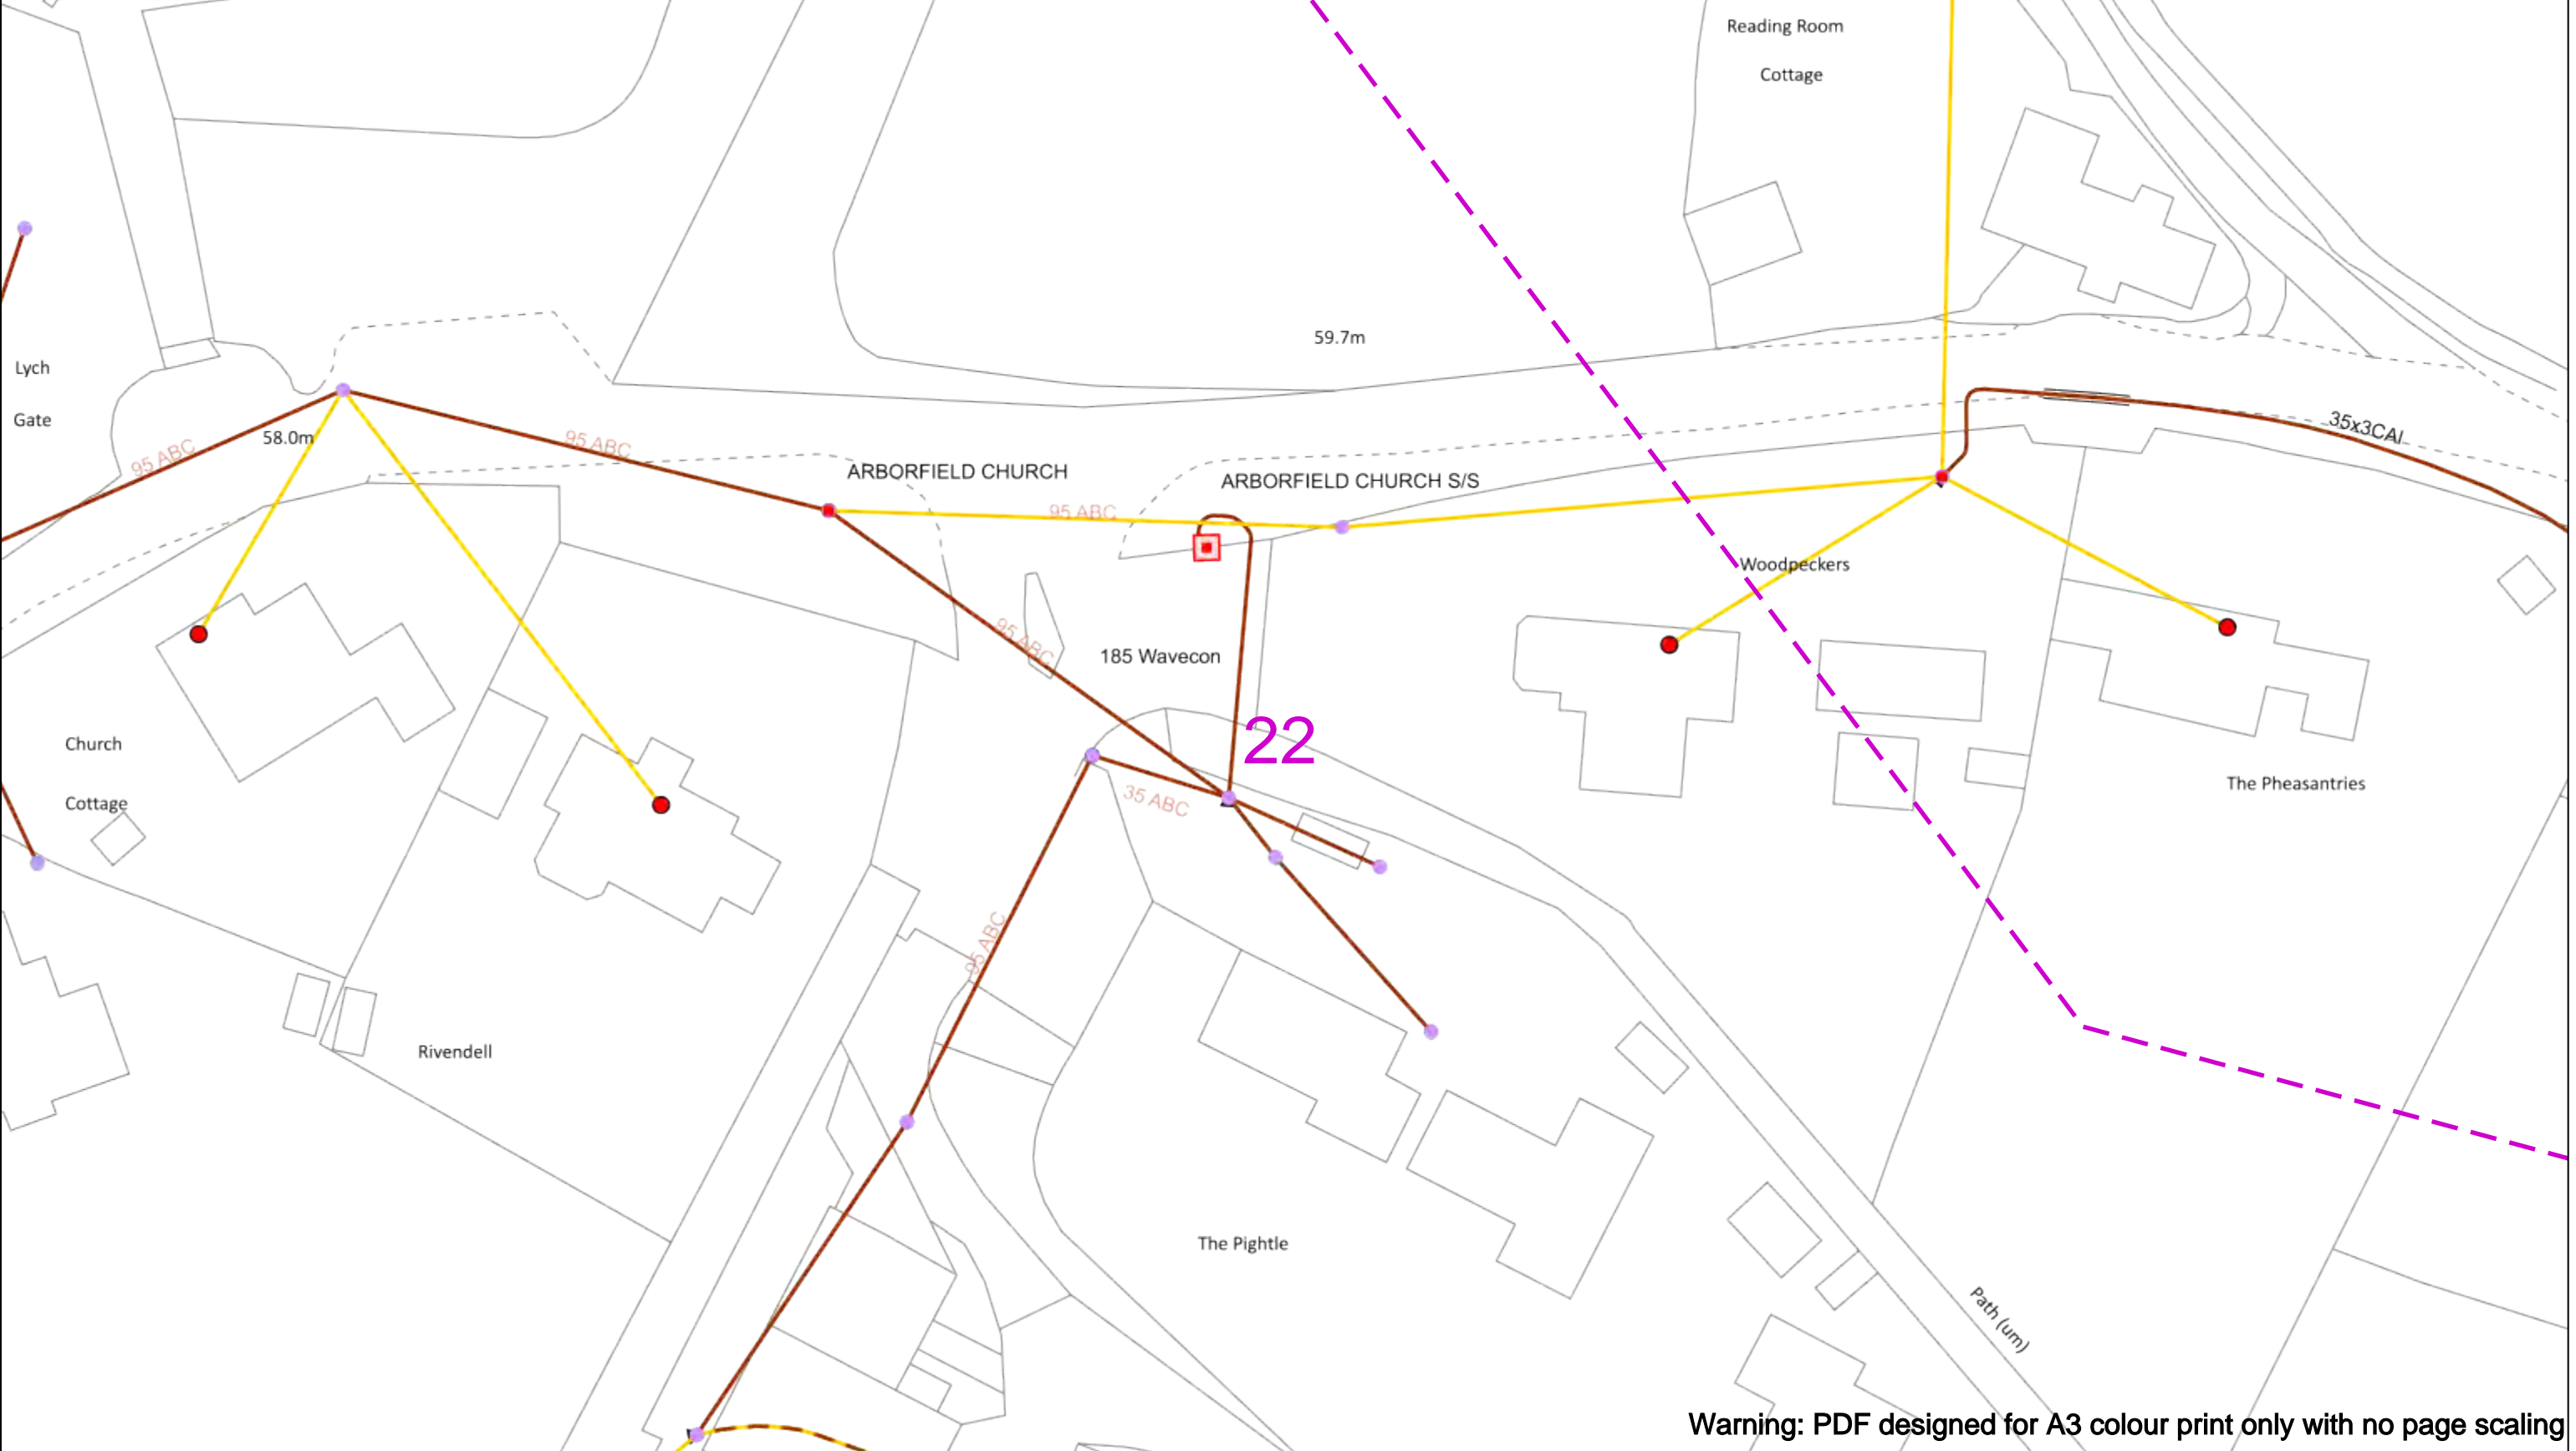 Reading Room
Cottage
59.7m
Lych
Gate
58.0m
95 ABC
95 ABC
ARBORFIELD CHURCH
ARBORFIELD CHURCH S/S
95 ABC
35x3CAI
Woodpeckers
95 ABC
185 Wavecon
22
Church
Cottage
35 ABC
The Pheasantries
95 ABC
Rivendell
The Pightle
Path (um)
Warning: PDF designed for A3 colour print only with no page scaling